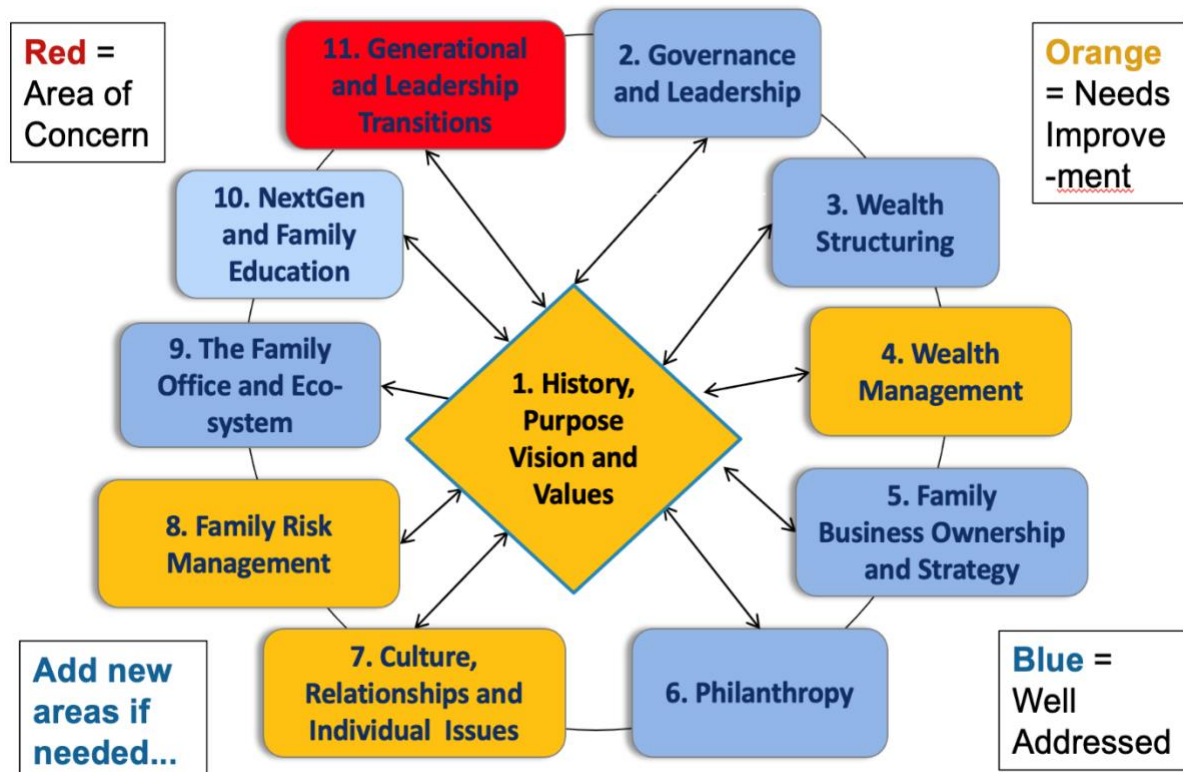 Red =
Area of
Concern
11. Generational
and Leadership
Transitions
2. Governance
and Leadership
Orange
= Needs
Improve
-ment
10. NextGen
and Family
Education
3. Wealth
Structuring
9. The Family
Office and Eco-
system
1. History,
Purpose
Vision and
Values
4. Wealth
Management
8. Family Risk
Management
5. Family
Business Ownership
and Strategy
7. Culture,
Relationships and
Individual Issues
6. Philanthropy
Add new
areas if
needed...
Blue =
Well
Addressed